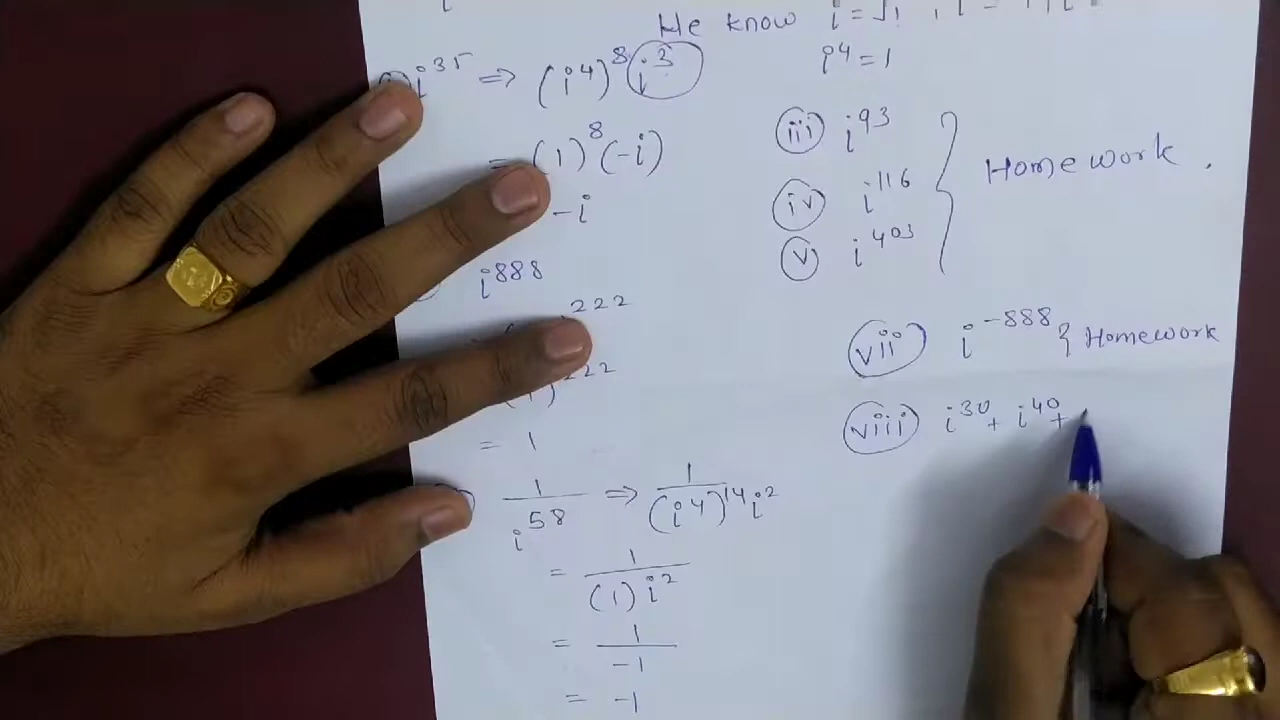 We know i = √
i⁴ = 1
i³⁵ ⇒ (i⁴)⁸ i³
= (1)⁸ (-i)
-i
i⁸⁸⁸
²²²
(1)²²²
= 1
1/i⁵⁸ ⇒ 1/(i⁴)¹⁴ i²
= 1/(1) i²
= 1/-1
= -1
(iii) i⁹³
(iv) i¹¹⁶
(v) i⁴⁰³
} Homework .
(vii) i⁻⁸⁸⁸ } Homework
(viii) i³⁰ + i⁴⁰ +